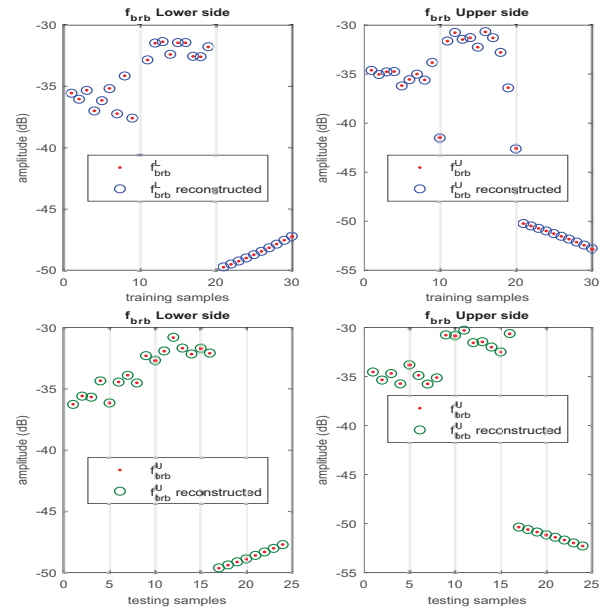 f_brb Lower side
-30
-35
-40
-45
-50
amplitude (dB)
f^L_brb
f^L_brb reconstructed
0 10 20 30
training samples
f_brb Upper side
-30
-35
-40
-45
-50
-55
amplitude (dB)
f^U_brb
f^U_brb reconstructed
0 10 20 30
training samples
f_brb Lower side
-30
-35
-40
-45
-50
amplitude (dB)
f^U_brb
f^U_brb reconstructed
0 5 10 15 20 25
testing samples
f_brb Upper side
-30
-35
-40
-45
-50
-55
amplitude (dB)
f^U_brb
f^U_brb reconstructed
0 5 10 15 20 25
testing samples